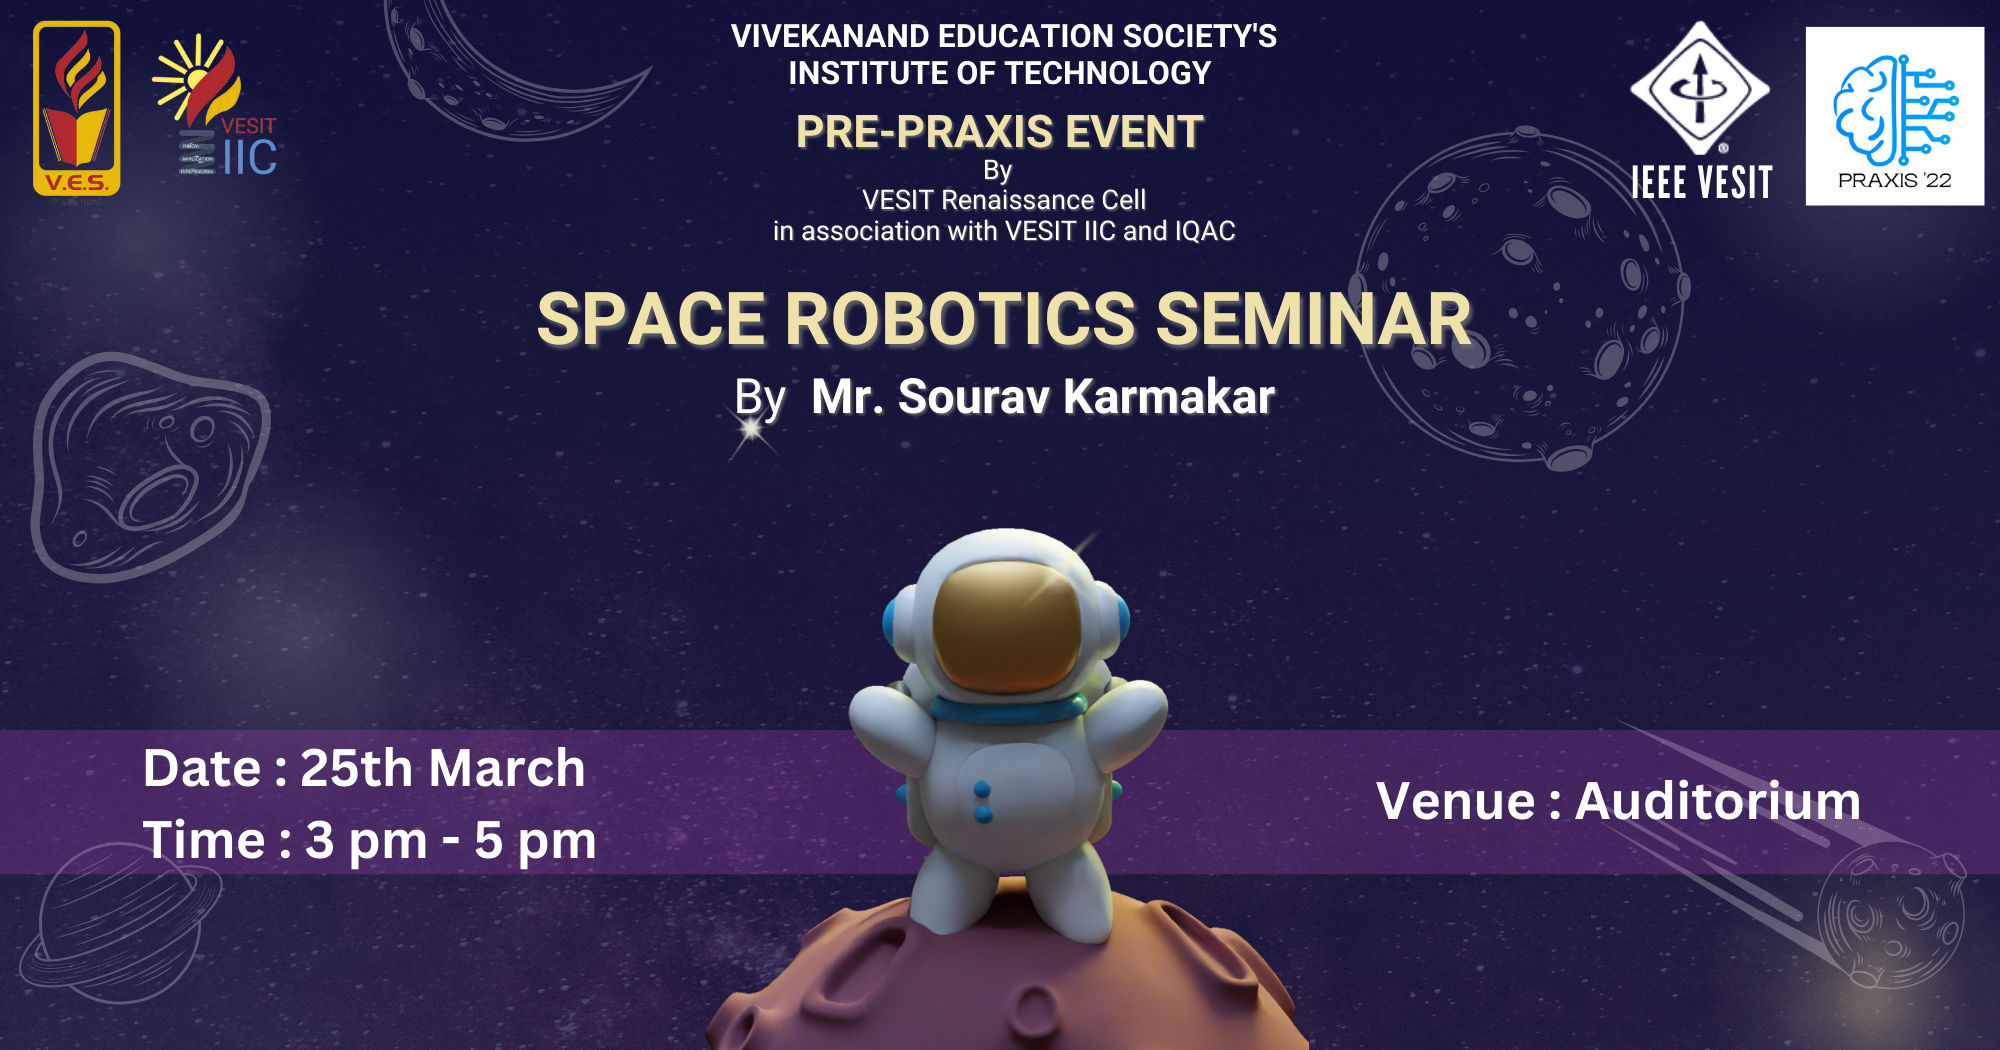 VIVEKANAND EDUCATION SOCIETY'S
INSTITUTE OF TECHNOLOGY
PRE-PRAXIS EVENT
By
VESIT Renaissance Cell
in association with VESIT IIC and IQAC
V.E.S.
VESIT
IIC
IEEE VESIT
®
PRAXIS '22
SPACE ROBOTICS SEMINAR
By Mr. Sourav Karmakar
Date : 25th March
Time : 3 pm - 5 pm
Venue : Auditorium